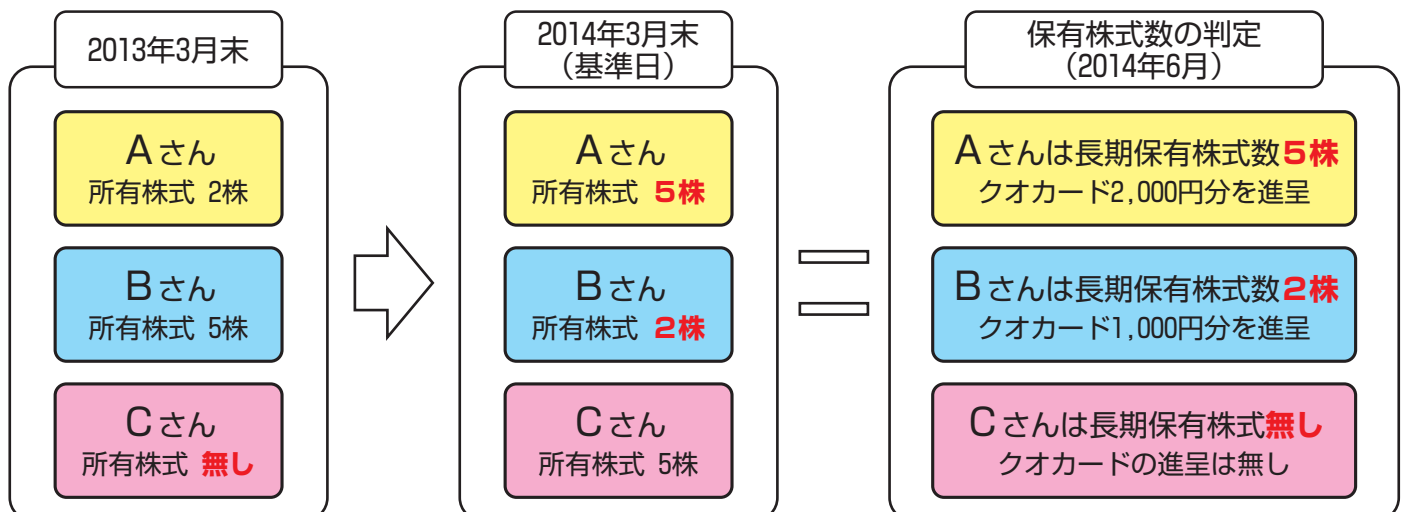 2013年3月末
Aさん
所有株式 2株
Bさん
所有株式 5株
Cさん
所有株式 無し
2014年3月末
(基準日)
Aさん
所有株式 5株
Bさん
所有株式 2株
Cさん
所有株式 5株
保有株式数の判定
(2014年6月)
Aさんは長期保有株式数5株
クオカード2,000円分を進呈
Bさんは長期保有株式数2株
クオカード1,000円分を進呈
Cさんは長期保有株式無し
クオカードの進呈は無し